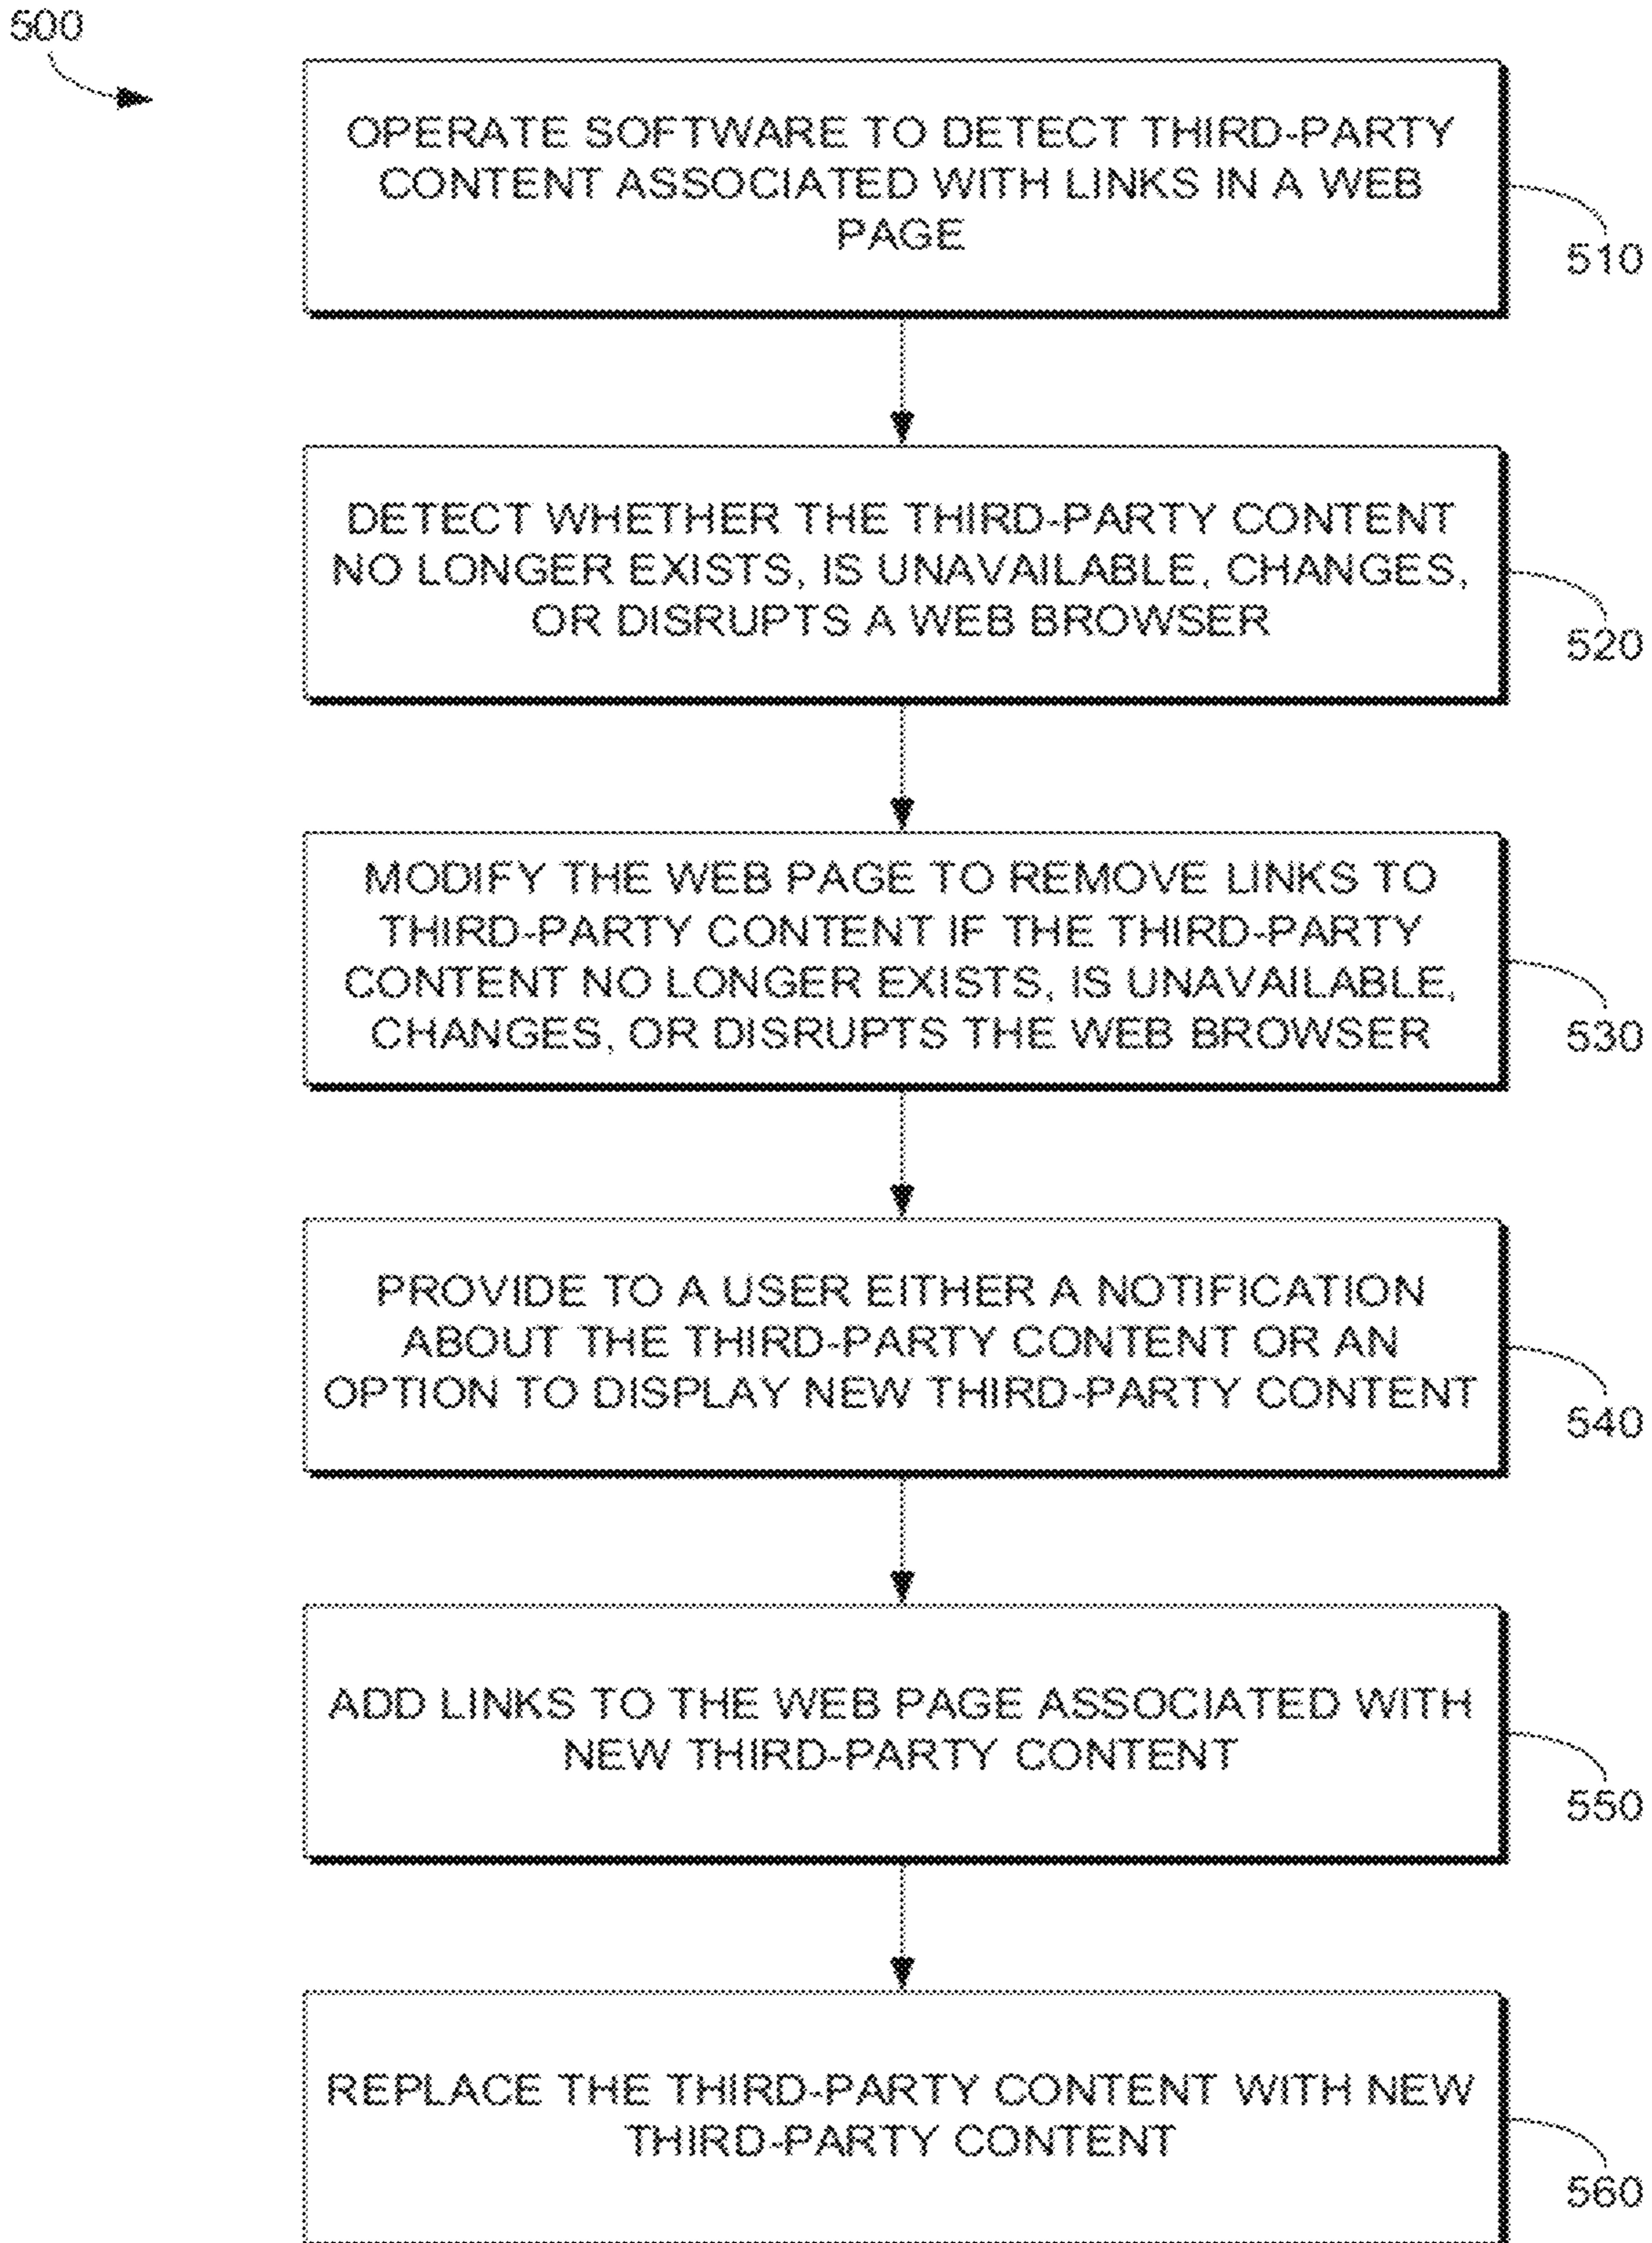 500
OPERATE SOFTWARE TO DETECT THIRD-PARTY
CONTENT ASSOCIATED WITH LINKS IN A WEB
PAGE
510
DETECT WHETHER THE THIRD-PARTY CONTENT
NO LONGER EXISTS, IS UNAVAILABLE, CHANGES,
OR DISRUPTS A WEB BROWSER
520
MODIFY THE WEB PAGE TO REMOVE LINKS TO
THIRD-PARTY CONTENT IF THE THIRD-PARTY
CONTENT NO LONGER EXISTS, IS UNAVAILABLE,
CHANGES, OR DISRUPTS THE WEB BROWSER
530
PROVIDE TO A USER EITHER A NOTIFICATION
ABOUT THE THIRD-PARTY CONTENT OR AN
OPTION TO DISPLAY NEW THIRD-PARTY CONTENT
540
ADD LINKS TO THE WEB PAGE ASSOCIATED WITH
NEW THIRD-PARTY CONTENT
550
REPLACE THE THIRD-PARTY CONTENT WITH NEW
THIRD-PARTY CONTENT
560